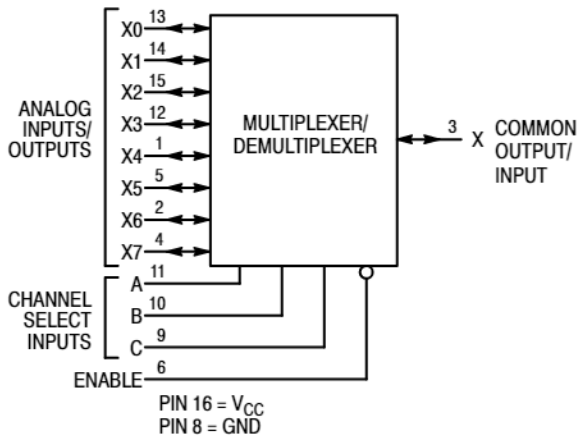 X0 13
X1 14
X2 15
X3 12
X4 1
X5 5
X6 2
X7 4
ANALOG
INPUTS/
OUTPUTS
MULTIPLEXER/
DEMULTIPLEXER
3 X COMMON
OUTPUT/
INPUT
A 11
B 10
C 9
CHANNEL
SELECT
INPUTS
ENABLE 6
PIN 16 = VCC
PIN 8 = GND